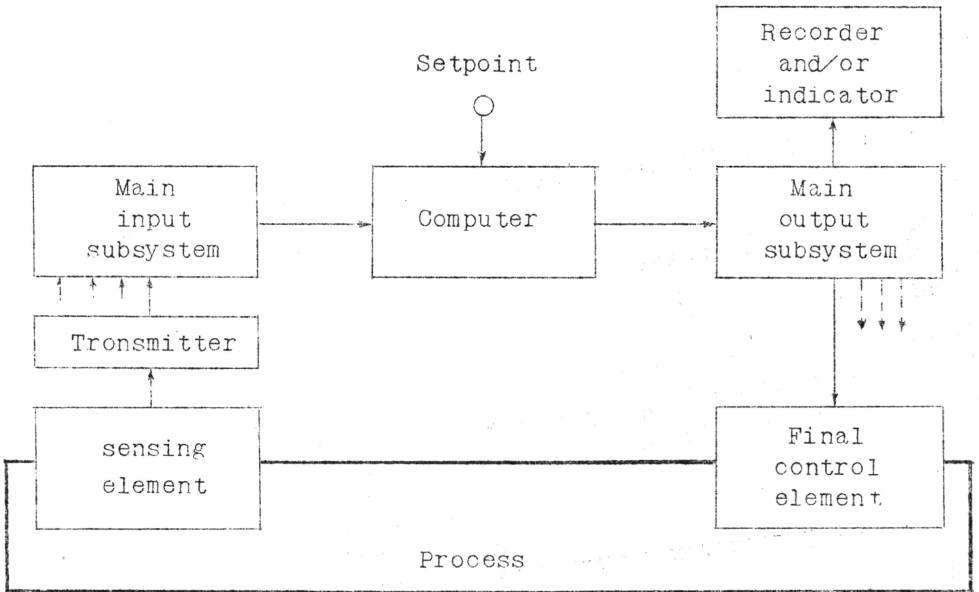 Recorder
and/or
indicator
Setpoint
Main
input
subsystem
Computer
Main
output
subsystem
Tronsmitter
sensing
element
Final
control
element
Process